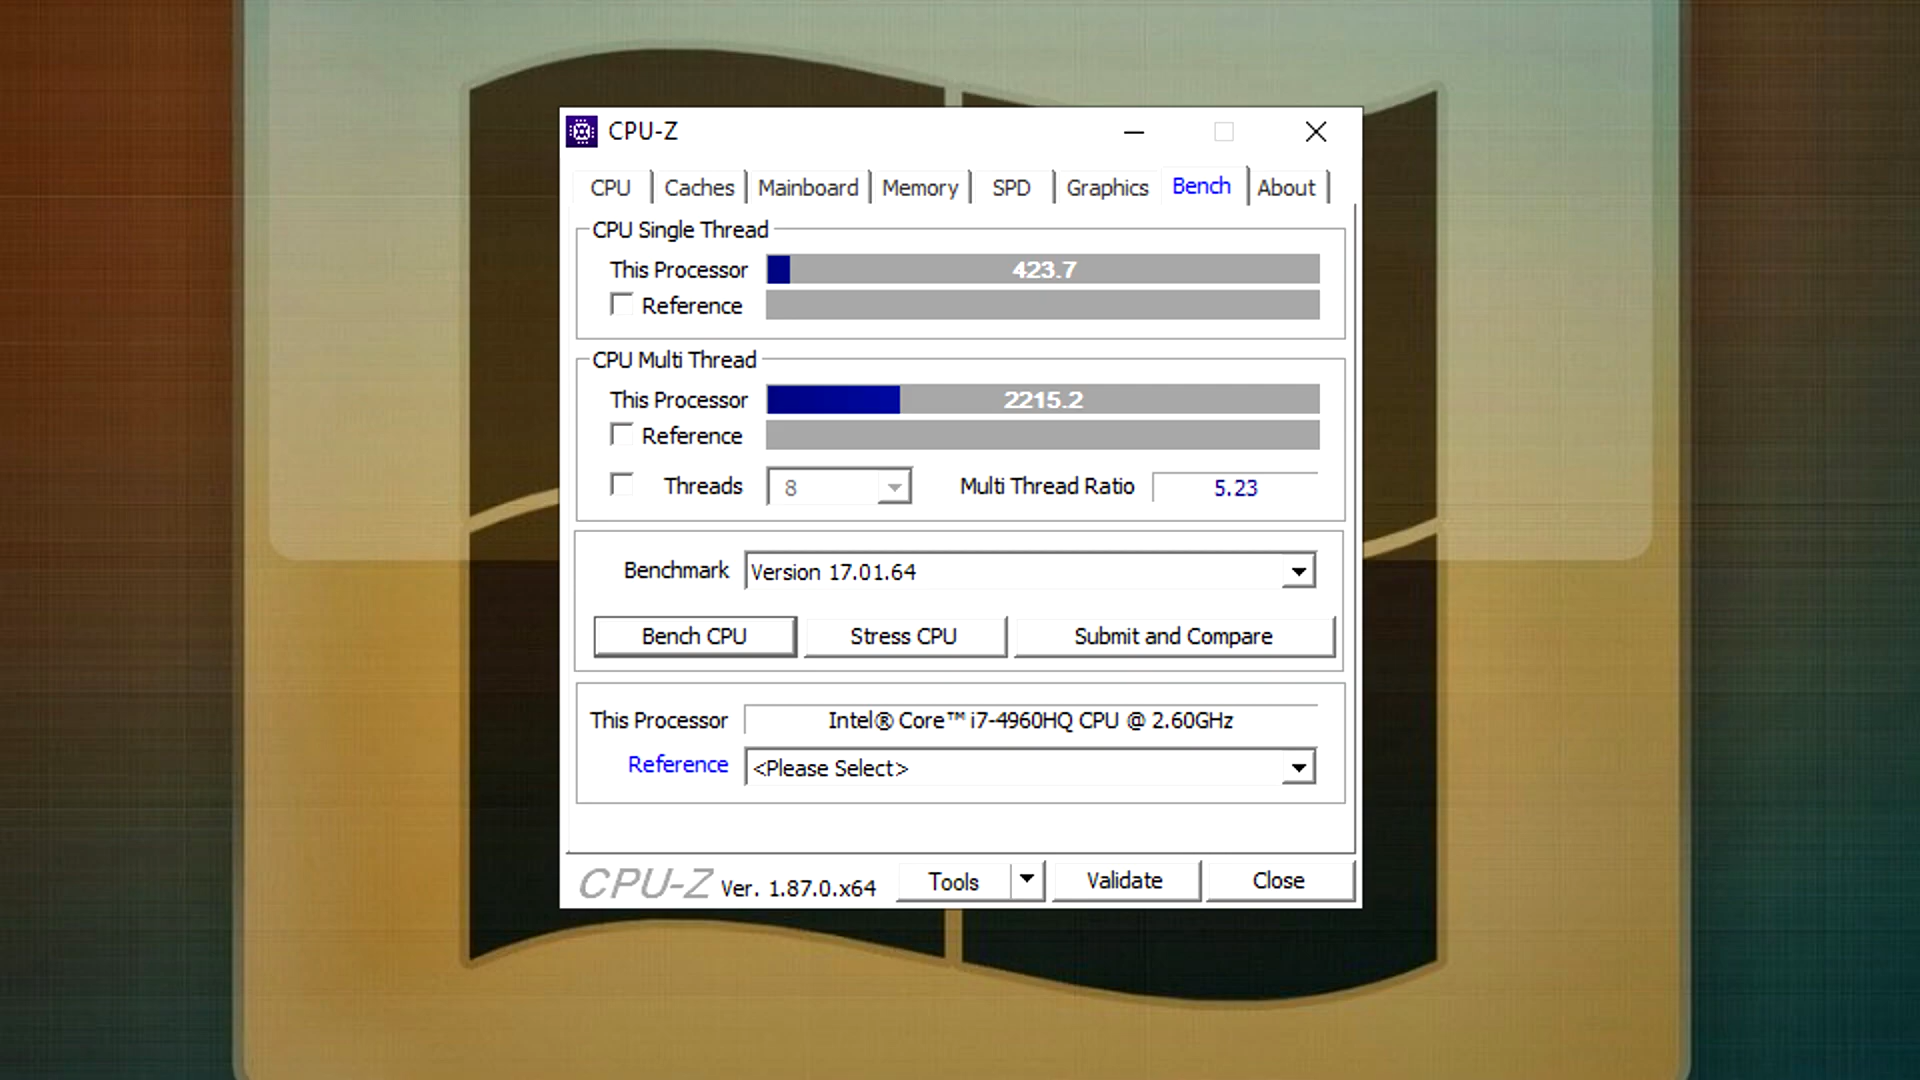 CPU-Z
CPU Caches Mainboard Memory SPD Graphics Bench About
CPU Single Thread
This Processor 423.7
Reference
CPU Multi Thread
This Processor 2215.2
Reference
Threads 8 Multi Thread Ratio 5.23
Benchmark Version 17.01.64
Bench CPU Stress CPU Submit and Compare
This Processor Intel® Core™ i7-4960HQ CPU @ 2.60GHz
Reference <Please Select>
CPU-Z Ver. 1.87.0.x64 Tools Validate Close